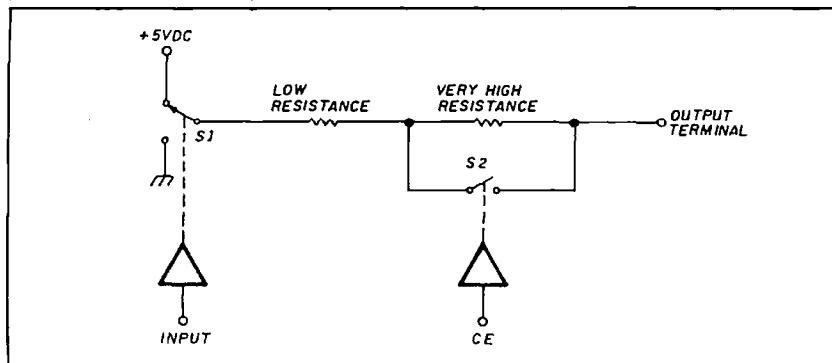 +5VDC
LOW
RESISTANCE
VERY HIGH
RESISTANCE
OUTPUT
TERMINAL
S1
S2
INPUT
CE